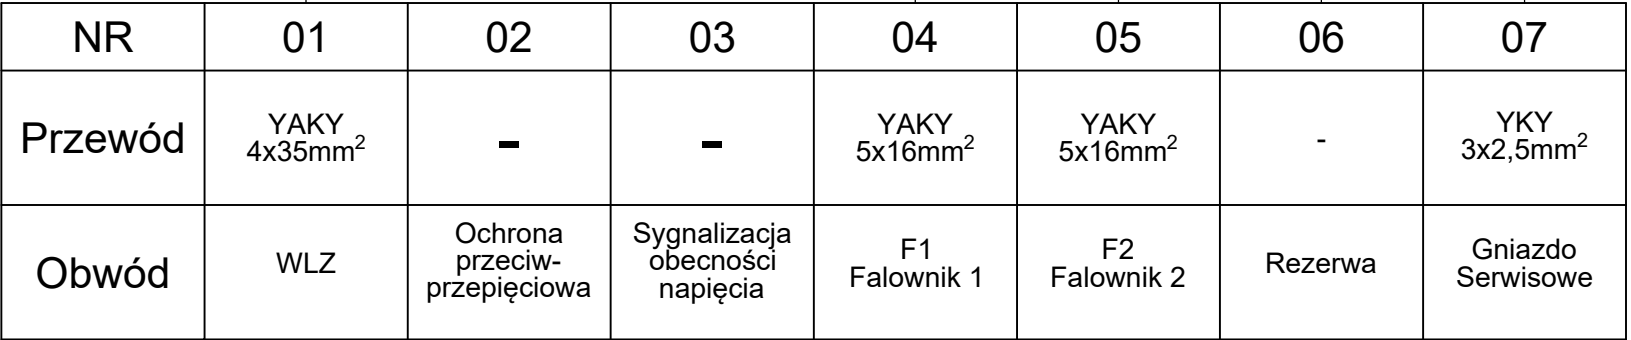 NR 01 02 03 04 05 06 07
Przewód YAKY 4x35mm² - - YAKY 5x16mm² YAKY 5x16mm² - YKY 3x2,5mm²
Obwód WLZ Ochrona przeciw-przepięciowa Sygnalizacja obecności napięcia F1 Falownik 1 F2 Falownik 2 Rezerwa Gniazdo Serwisowe